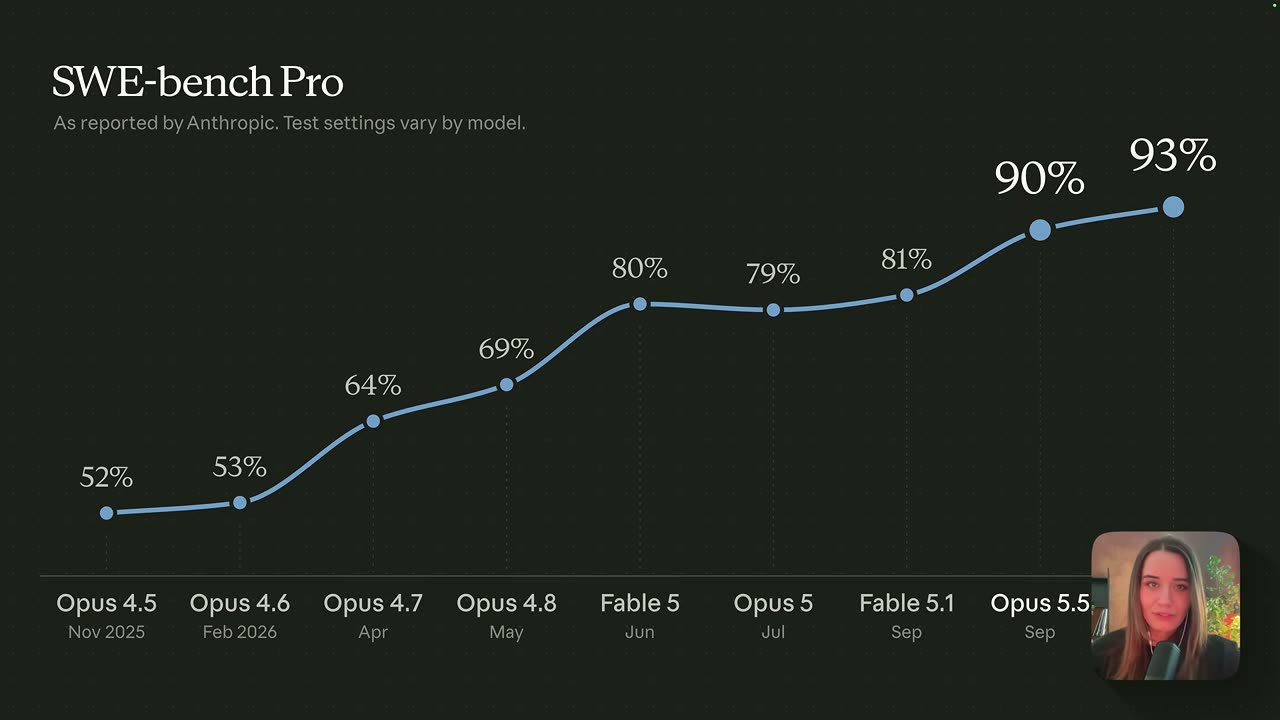 SWE-bench Pro
As reported by Anthropic. Test settings vary by model.
52%
53%
64%
69%
80%
79%
81%
90%
93%
Opus 4.5
Nov 2025
Opus 4.6
Feb 2026
Opus 4.7
Apr
Opus 4.8
May
Fable 5
Jun
Opus 5
Jul
Fable 5.1
Sep
Opus 5.5
Sep